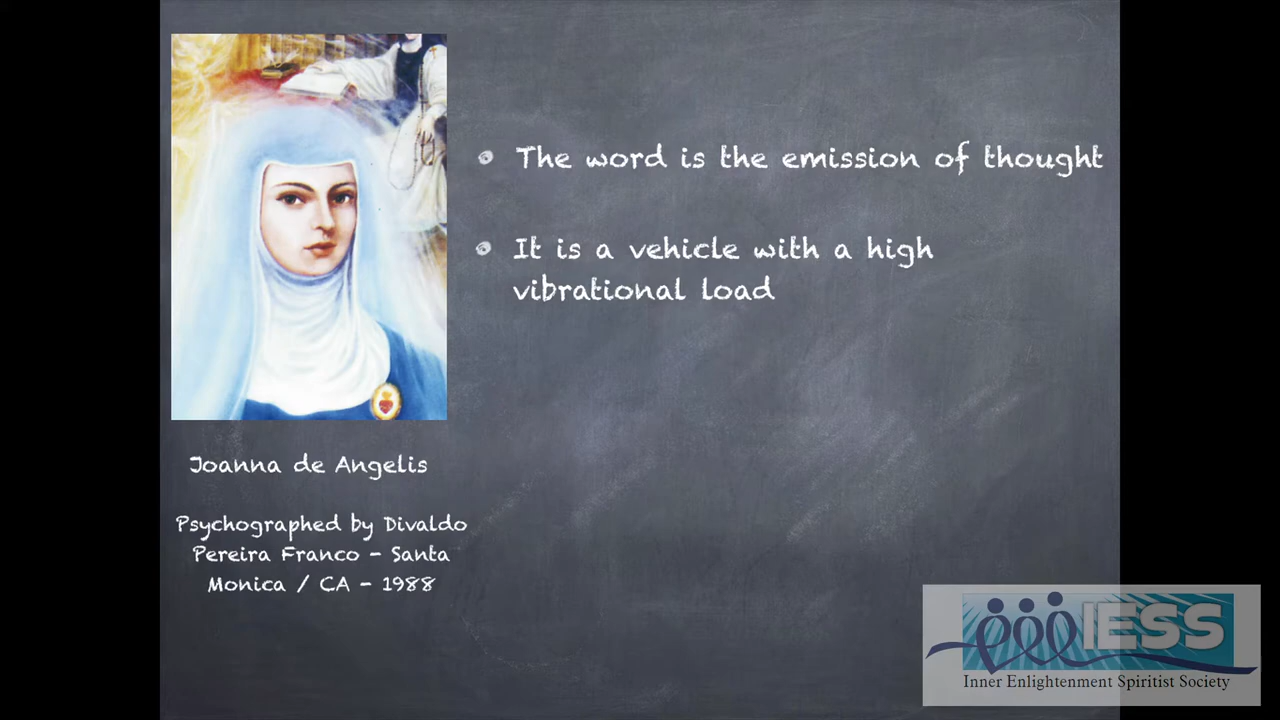 The word is the emission of thought
It is a vehicle with a high
vibrational load
Joanna de Angelis
Psychographed by Divaldo
Pereira Franco - Santa
Monica / CA - 1988
IESS
Inner Enlightenment Spiritist Society